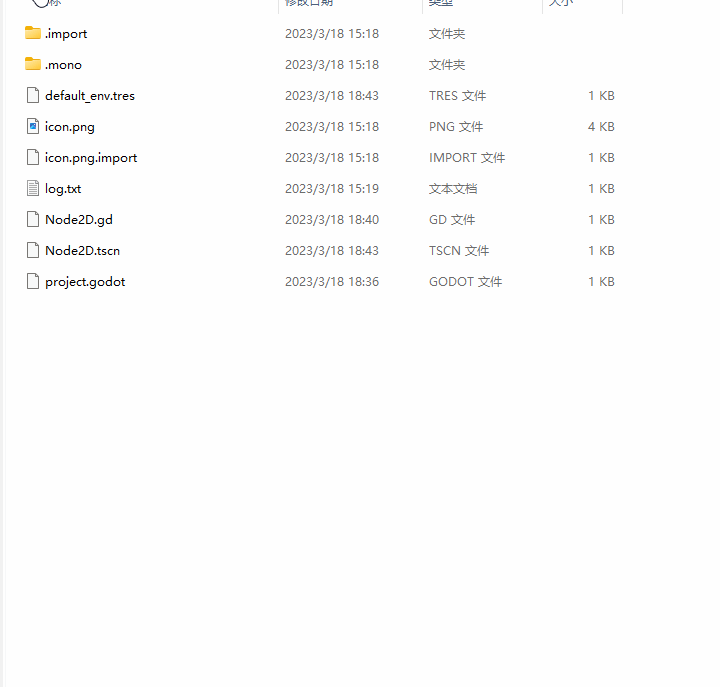 修改日期 类型 大小
.import 2023/3/18 15:18 文件夹
.mono 2023/3/18 15:18 文件夹
default_env.tres 2023/3/18 18:43 TRES 文件 1 KB
icon.png 2023/3/18 15:18 PNG 文件 4 KB
icon.png.import 2023/3/18 15:18 IMPORT 文件 1 KB
log.txt 2023/3/18 15:19 文本文档 1 KB
Node2D.gd 2023/3/18 18:40 GD 文件 1 KB
Node2D.tscn 2023/3/18 18:43 TSCN 文件 1 KB
project.godot 2023/3/18 18:36 GODOT 文件 1 KB